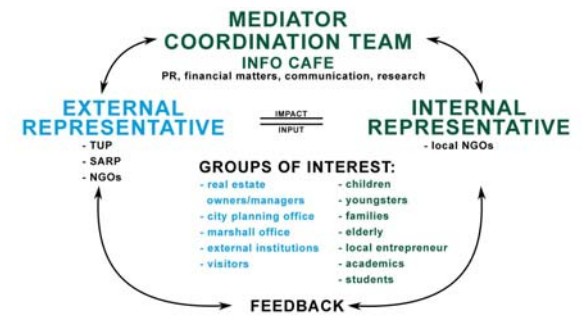 MEDIATOR
COORDINATION TEAM
INFO CAFE
PR, financial matters, communication, research
EXTERNAL
REPRESENTATIVE
- TUP
- SARP
- NGOs
IMPACT
INPUT
INTERNAL
REPRESENTATIVE
- local NGOs
GROUPS OF INTEREST:
- real estate
owners/managers
- city planning office
- marshall office
- external institutions
- visitors
- children
- youngsters
- families
- elderly
- local entrepreneur
- academics
- students
FEEDBACK